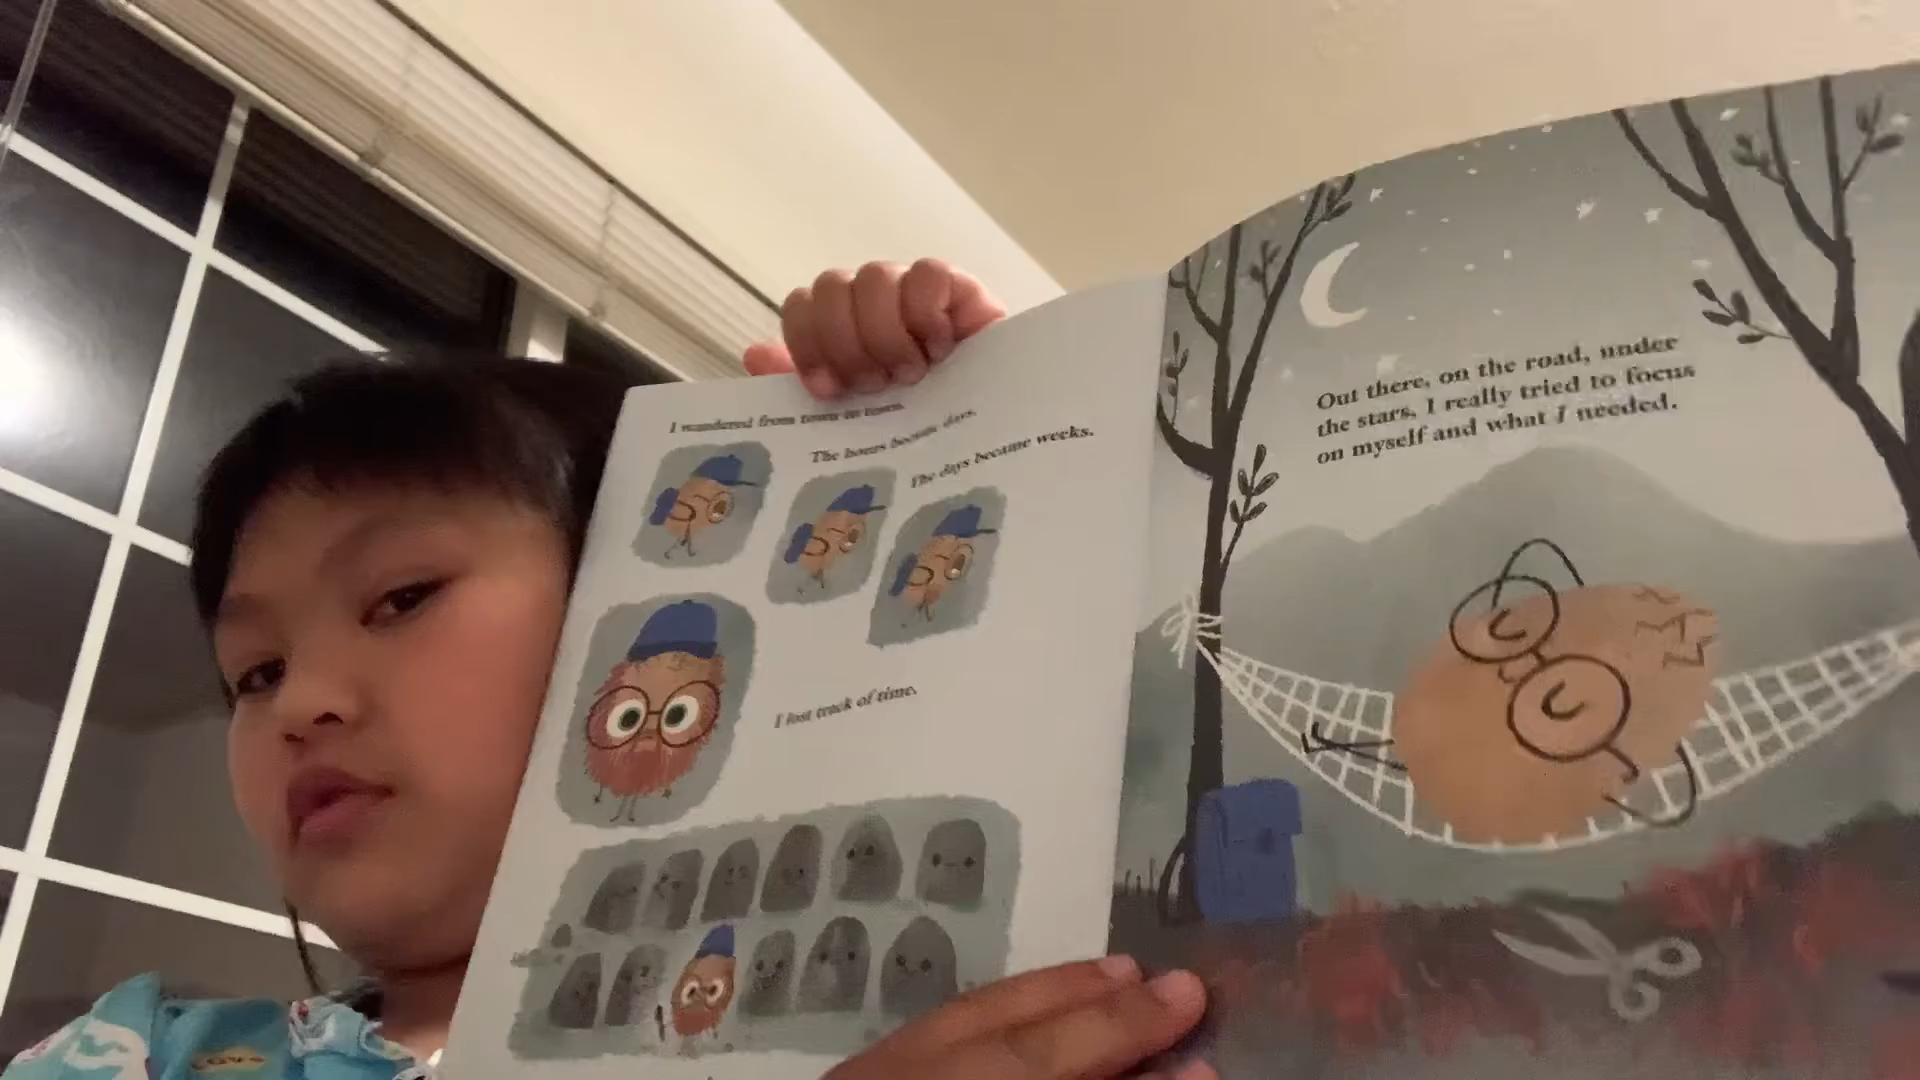 I wandered from town to town.
The hours became days.
The days became weeks.
I lost track of time.
Out there, on the road, under
the stars, I really tried to focus
on myself and what I needed.